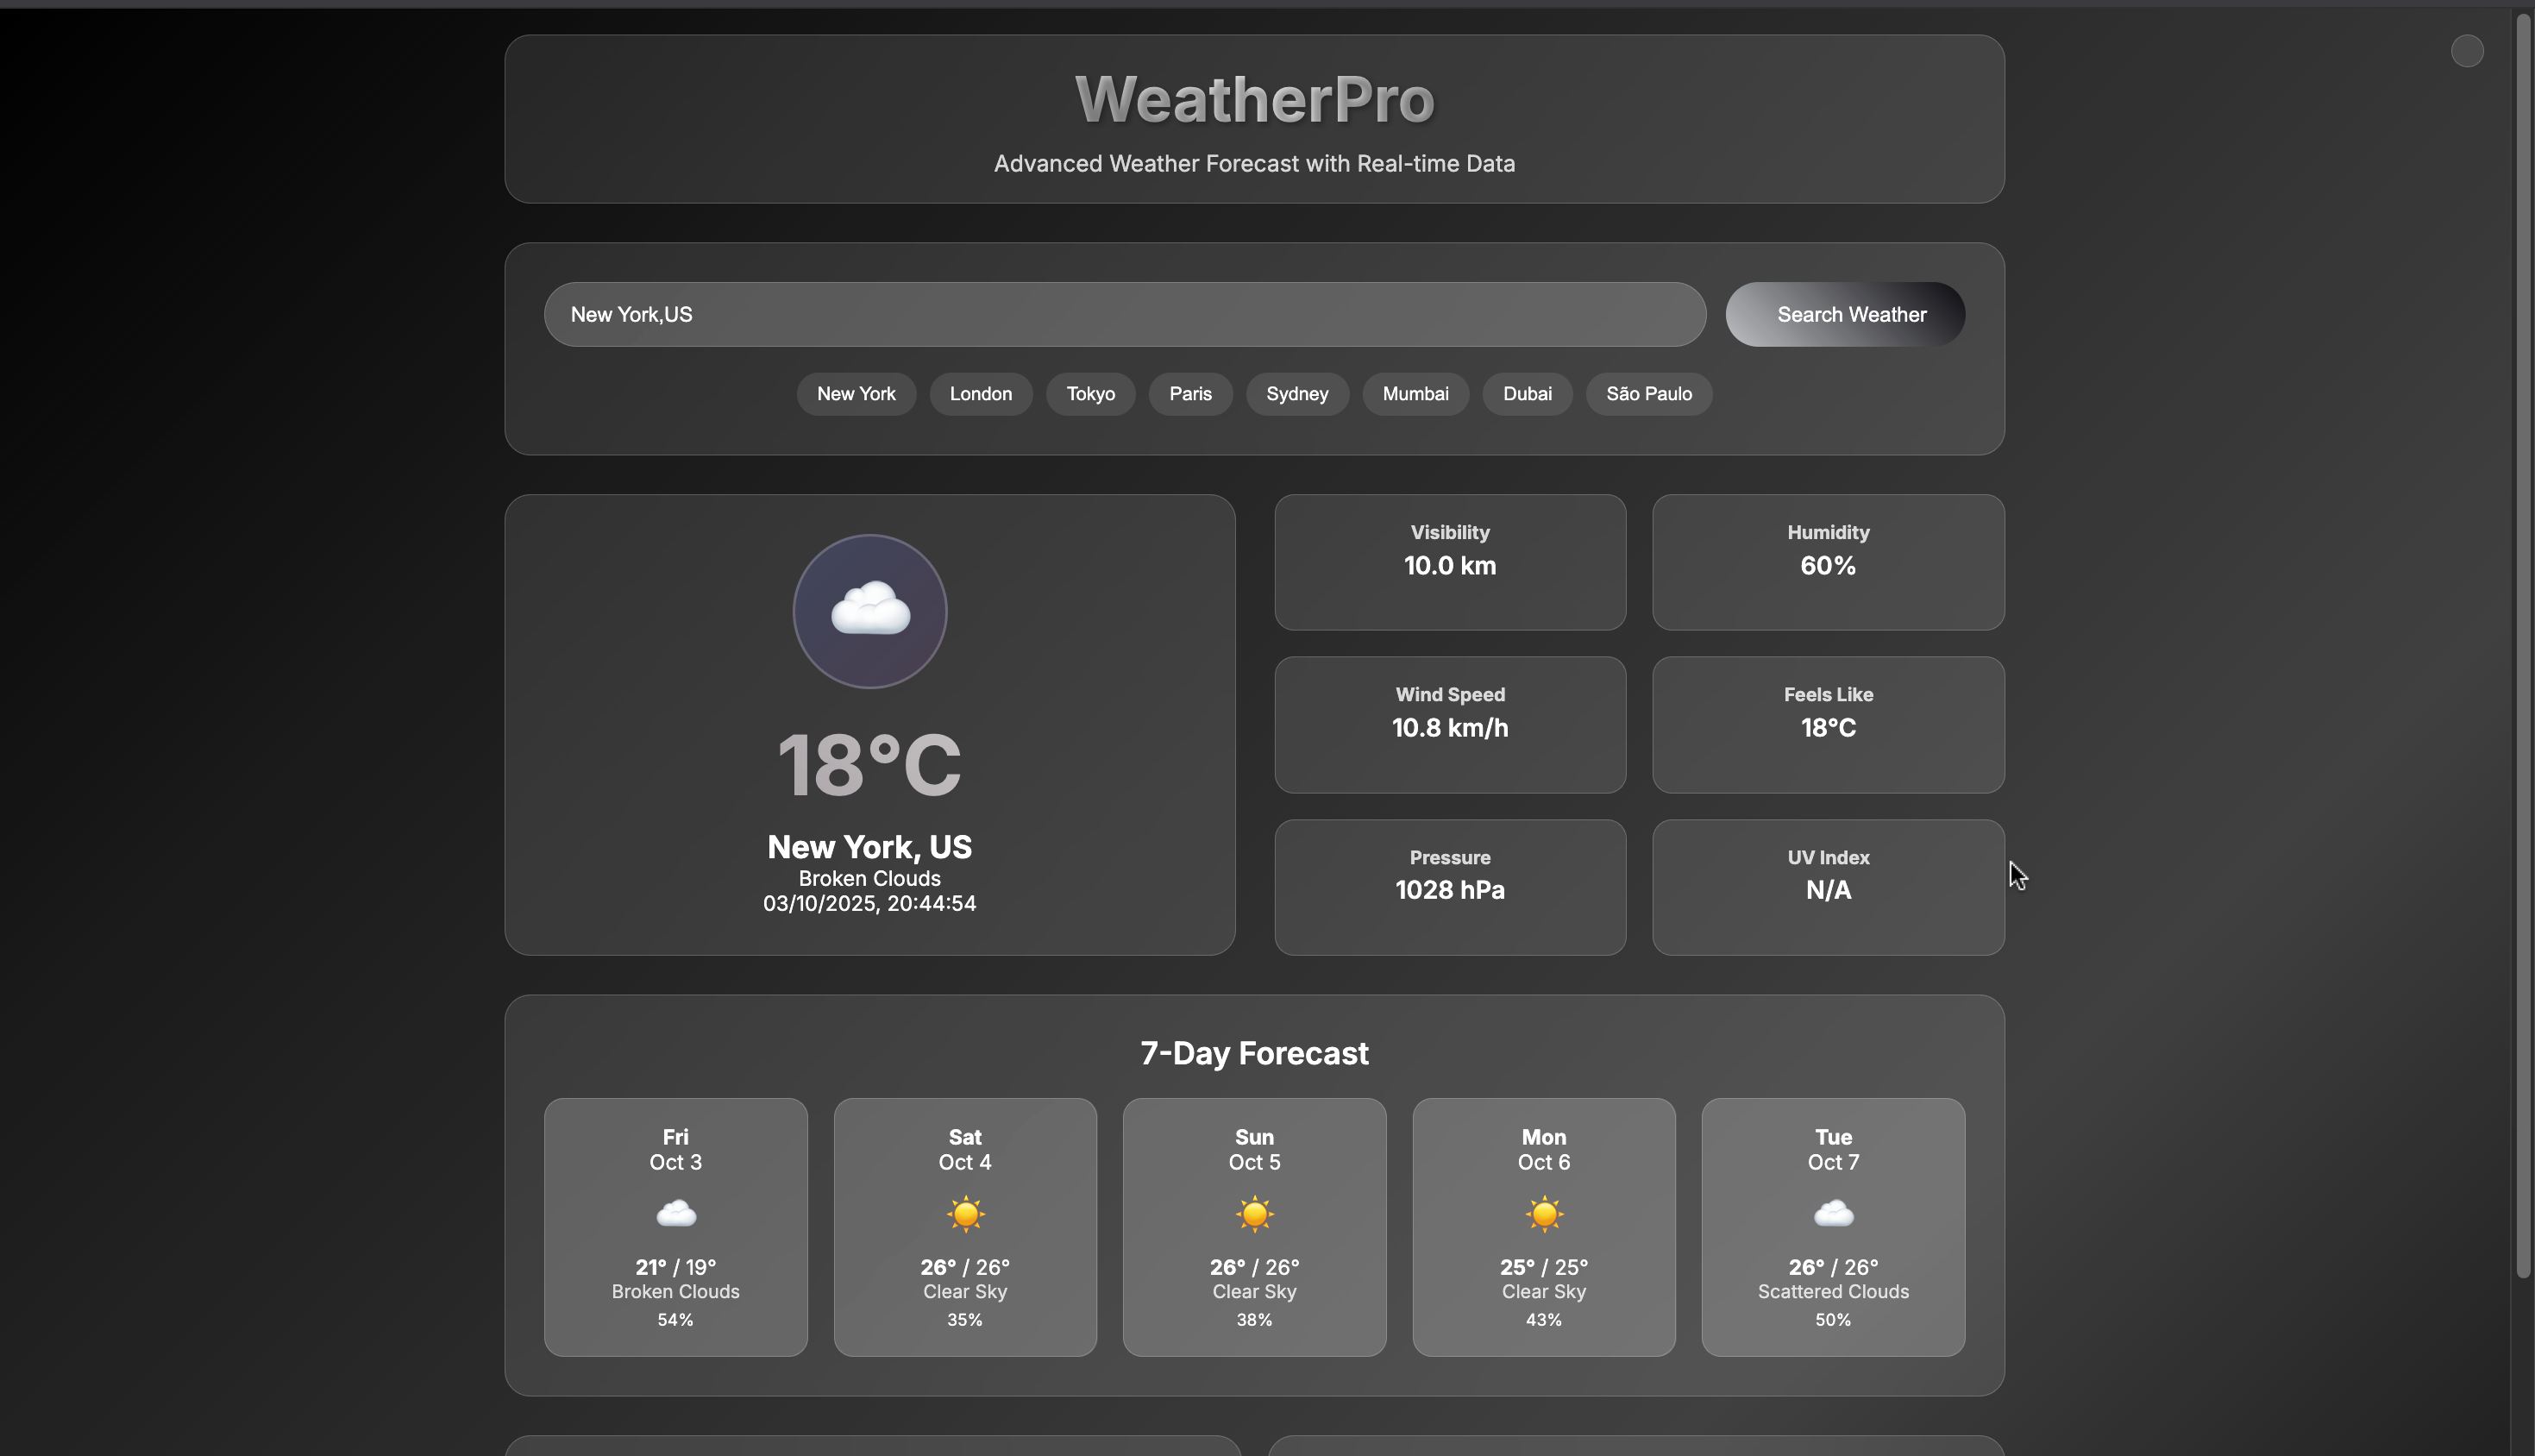 WeatherPro
Advanced Weather Forecast with Real-time Data
New York,US
Search Weather
New York
London
Tokyo
Paris
Sydney
Mumbai
Dubai
São Paulo
18°C
New York, US
Broken Clouds
03/10/2025, 20:44:54
Visibility
10.0 km
Humidity
60%
Wind Speed
10.8 km/h
Feels Like
18°C
Pressure
1028 hPa
UV Index
N/A
7-Day Forecast
Fri
Oct 3
21° / 19°
Broken Clouds
54%
Sat
Oct 4
26° / 26°
Clear Sky
35%
Sun
Oct 5
26° / 26°
Clear Sky
38%
Mon
Oct 6
25° / 25°
Clear Sky
43%
Tue
Oct 7
26° / 26°
Scattered Clouds
50%